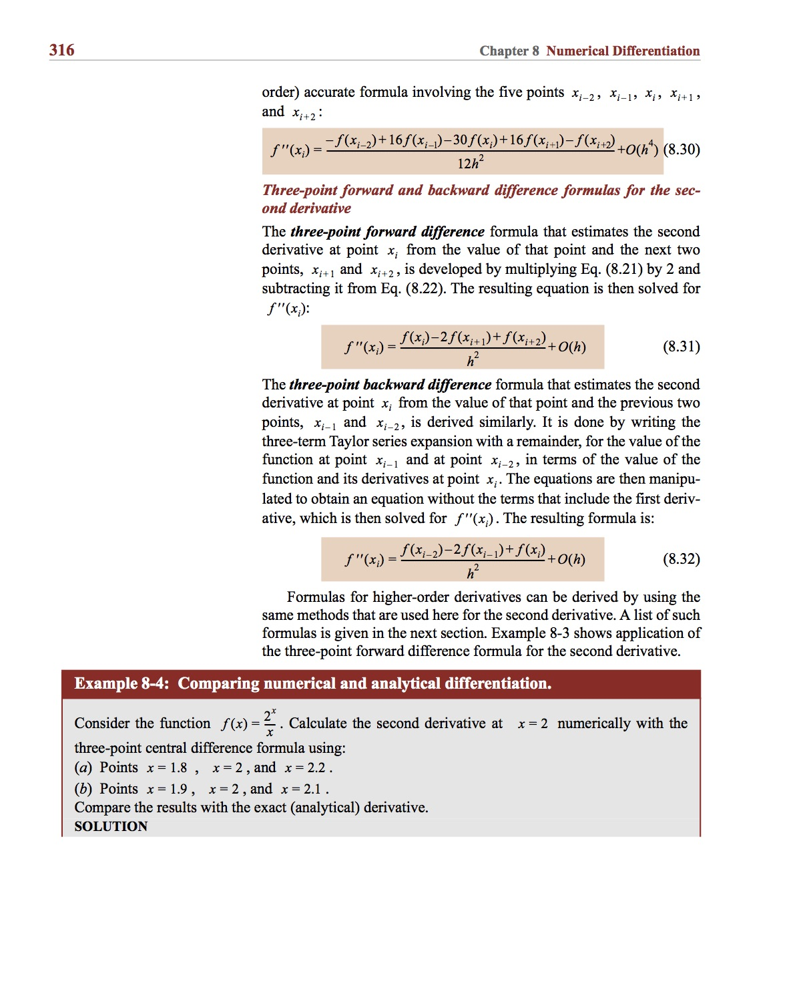 316
Chapter 8 Numerical Differentiation
order) accurate formula involving the five points x_{i–2}, x_{i–1}, x_i, x_{i+1},
and x_{i+2}:
f''(x_i) = \frac{–f(x_{i–2})+16f(x_{i–1})–30f(x_i)+16f(x_{i+1})–f(x_{i+2})}{12h^2}+O(h^4) (8.30)
Three-point forward and backward difference formulas for the sec-
ond derivative
The three-point forward difference formula that estimates the second
derivative at point x_i from the value of that point and the next two
points, x_{i+1} and x_{i+2}, is developed by multiplying Eq. (8.21) by 2 and
subtracting it from Eq. (8.22). The resulting equation is then solved for
f''(x_i):
f''(x_i) = \frac{f(x_i)–2f(x_{i+1})+f(x_{i+2})}{h^2}+O(h) (8.31)
The three-point backward difference formula that estimates the second
derivative at point x_i from the value of that point and the previous two
points, x_{i–1} and x_{i–2}, is derived similarly. It is done by writing the
three-term Taylor series expansion with a remainder, for the value of the
function at point x_{i–1} and at point x_{i–2}, in terms of the value of the
function and its derivatives at point x_i. The equations are then manipu-
lated to obtain an equation without the terms that include the first deriv-
ative, which is then solved for f''(x_i). The resulting formula is:
f''(x_i) = \frac{f(x_{i–2})–2f(x_{i–1})+f(x_i)}{h^2}+O(h) (8.32)
Formulas for higher-order derivatives can be derived by using the
same methods that are used here for the second derivative. A list of such
formulas is given in the next section. Example 8-3 shows application of
the three-point forward difference formula for the second derivative.
Example 8-4: Comparing numerical and analytical differentiation.
Consider the function f(x) = \frac{2^x}{x}. Calculate the second derivative at x = 2 numerically with the
three-point central difference formula using:
(a) Points x = 1.8 , x = 2 , and x = 2.2 .
(b) Points x = 1.9 , x = 2 , and x = 2.1 .
Compare the results with the exact (analytical) derivative.
SOLUTION